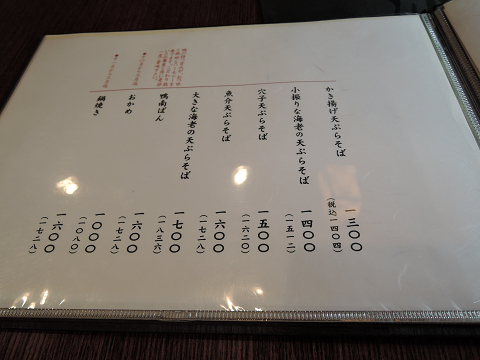 かき揚げ天ぷらそば 一三〇〇
(税込一四〇四)
小振りな海老の天ぷらそば 一四〇〇
(一五一二)
穴子天ぷらそば 一五〇〇
(一六二〇)
魚介天ぷらそば 一六〇〇
(一七二八)
大きな海老の天ぷらそば 一七〇〇
(一八三六)
鴨南ばん 一六〇〇
(一七二八)
おかめ 一〇〇〇
(一〇八〇)
鍋焼き 一六〇〇
(一七二八)